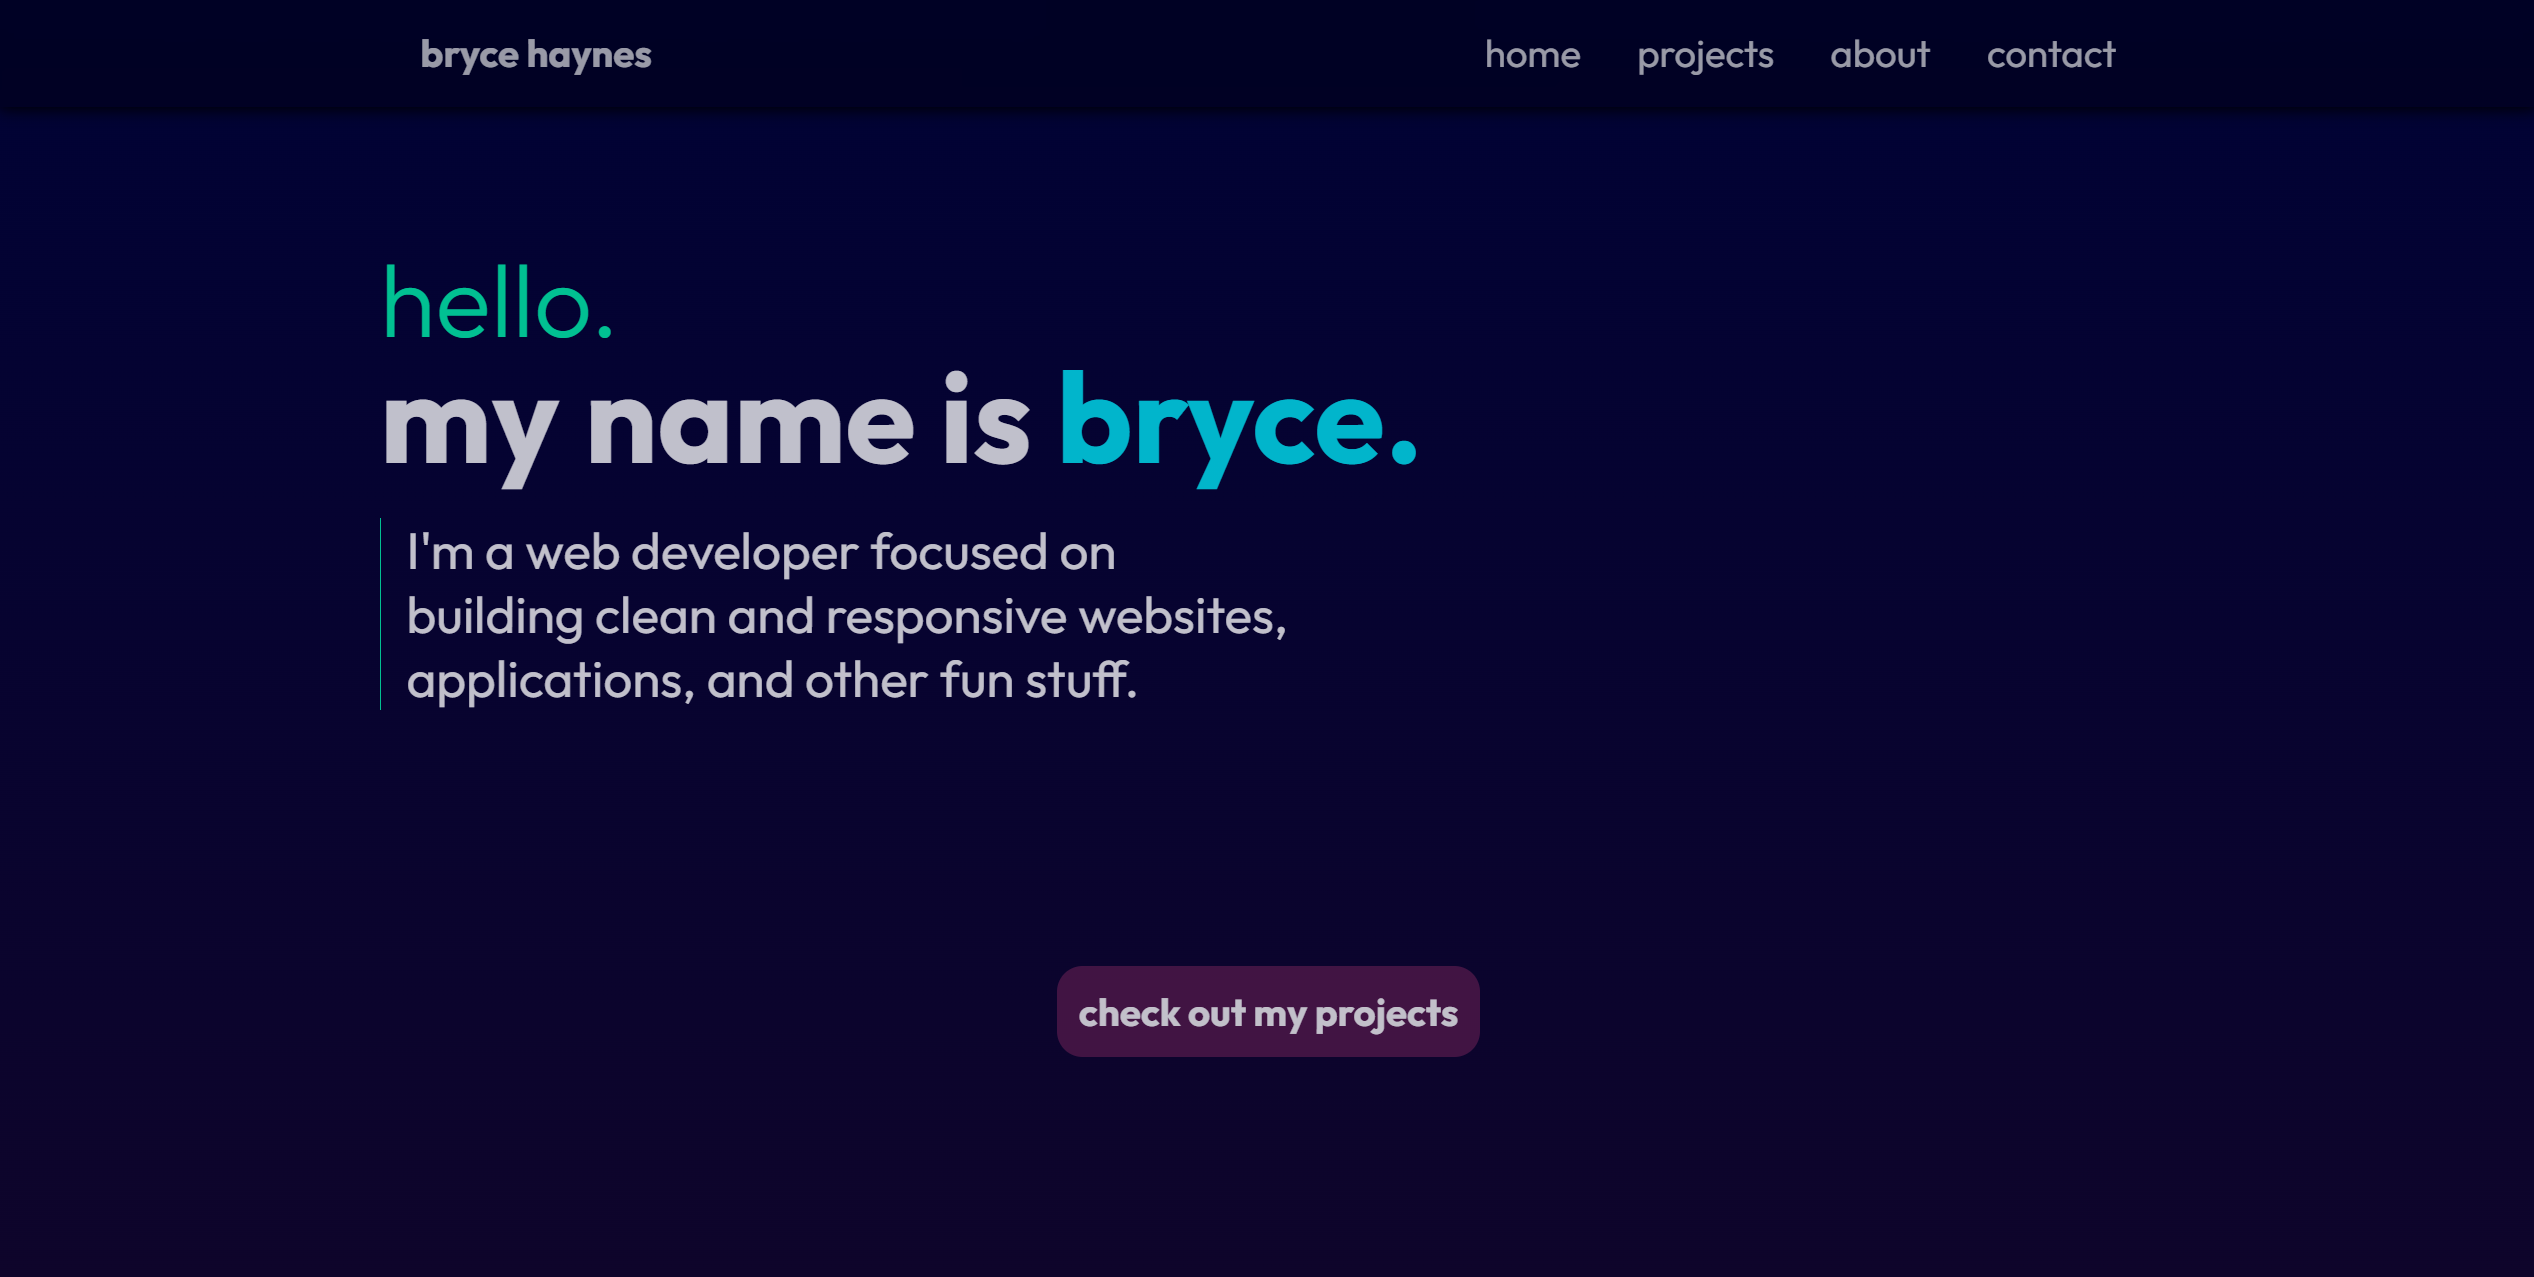 bryce haynes
home projects about contact
hello.
my name is bryce.
I'm a web developer focused on
building clean and responsive websites,
applications, and other fun stuff.
check out my projects